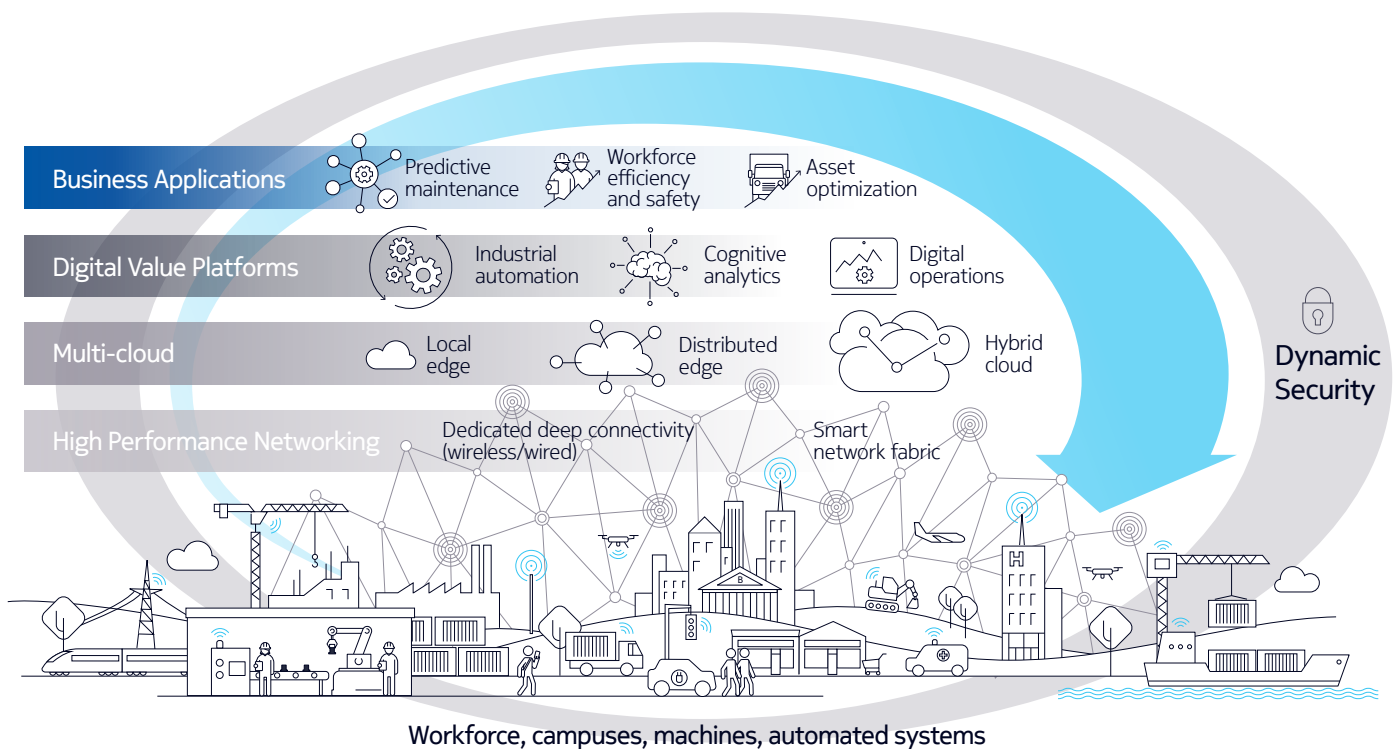 Business Applications
Predictive
maintenance
Workforce
efficiency
and safety
Asset
optimization
Digital Value Platforms
Industrial
automation
Cognitive
analytics
Digital
operations
Multi-cloud
Local
edge
Distributed
edge
Hybrid
cloud
Dynamic
Security
High Performance Networking
Dedicated deep connectivity
(wireless/wired)
Smart
network fabric
H
B
Workforce, campuses, machines, automated systems